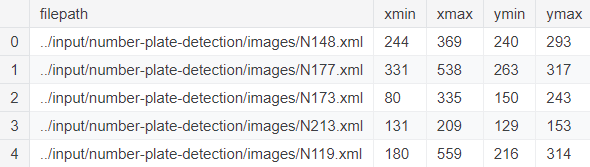 filepath xmin xmax ymin ymax
0 ../input/number-plate-detection/images/N148.xml 244 369 240 293
1 ../input/number-plate-detection/images/N177.xml 331 538 263 317
2 ../input/number-plate-detection/images/N173.xml 80 335 150 243
3 ../input/number-plate-detection/images/N213.xml 131 209 129 153
4 ../input/number-plate-detection/images/N119.xml 180 559 216 314